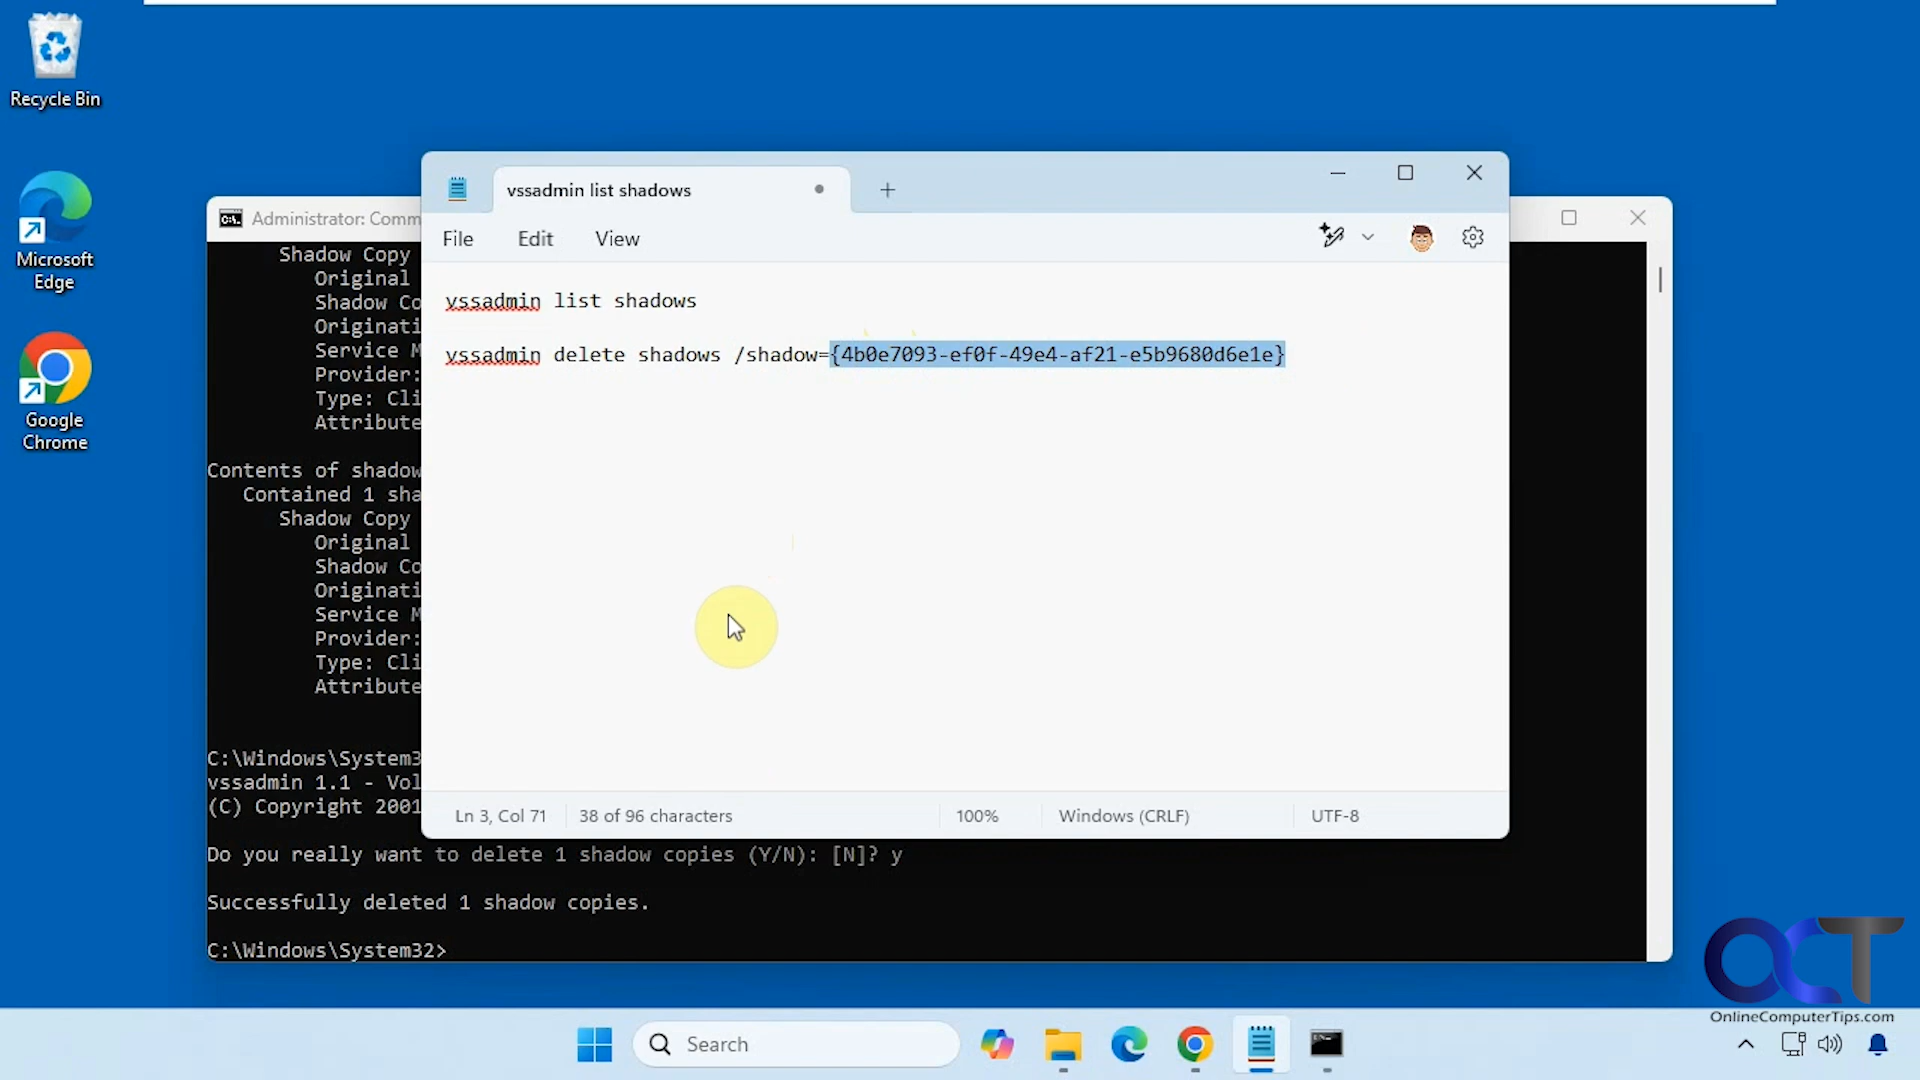 Recycle Bin
Microsoft
Edge
Google
Chrome
vssadmin list shadows
File Edit View
vssadmin list shadows
vssadmin delete shadows /shadow={4b0e7093-ef0f-49e4-af21-e5b9680d6e1e}
Ln 3, Col 71 38 of 96 characters 100% Windows (CRLF) UTF-8
Administrator: Comm
Shadow Copy
Original
Shadow Co
Originati
Service M
Provider:
Type: Cli
Attribute
Contents of shadow
Contained 1 sha
Shadow Copy
Original
Shadow Co
Originati
Service M
Provider:
Type: Cli
Attribute
C:\Windows\System3
vssadmin 1.1 - Vol
(C) Copyright 2001
Do you really want to delete 1 shadow copies (Y/N): [N]? y
Successfully deleted 1 shadow copies.
C:\Windows\System32>
OCT
OnlineComputerTips.com
Search